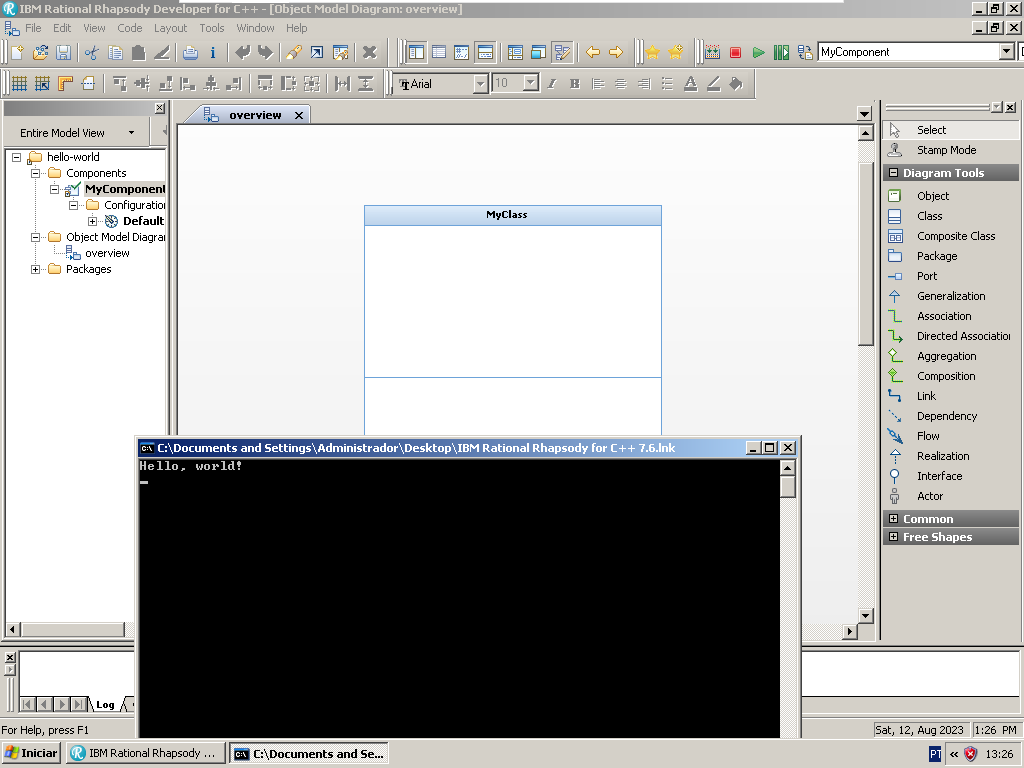 IBM Rational Rhapsody Developer for C++ - [Object Model Diagram: overview]
File Edit View Code Layout Tools Window Help
MyComponent
Arial 10
Entire Model View
overview
hello-world
Components
MyComponent
Configuratio
Default
Object Model Diagra
overview
Packages
MyClass
Select
Stamp Mode
Diagram Tools
Object
Class
Composite Class
Package
Port
Generalization
Association
Directed Association
Aggregation
Composition
Link
Dependency
Flow
Realization
Interface
Actor
Common
Free Shapes
C:\Documents and Settings\Administrador\Desktop\IBM Rational Rhapsody for C++ 7.6.lnk
Hello, world!
Log
For Help, press F1
Sat, 12, Aug 2023 1:26 PM
Iniciar IBM Rational Rhapsody ... C:\Documents and Se... PT « 13:26